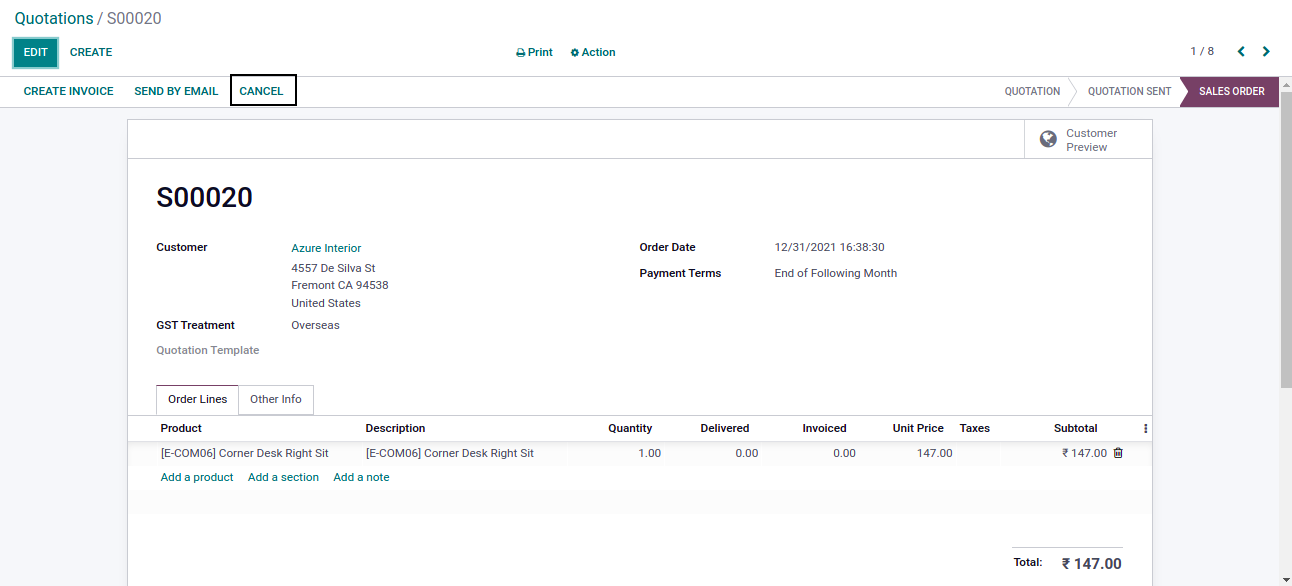 Quotations / S00020
EDIT CREATE Print Action 1 / 8
CREATE INVOICE SEND BY EMAIL CANCEL QUOTATION QUOTATION SENT SALES ORDER
Customer
Preview
S00020
Customer Azure Interior Order Date 12/31/2021 16:38:30
4557 De Silva St Payment Terms End of Following Month
Fremont CA 94538
United States
GST Treatment Overseas
Quotation Template
Order Lines Other Info
Product Description Quantity Delivered Invoiced Unit Price Taxes Subtotal
[E-COM06] Corner Desk Right Sit [E-COM06] Corner Desk Right Sit 1.00 0.00 0.00 147.00 ₹ 147.00
Add a product Add a section Add a note
Total: ₹ 147.00